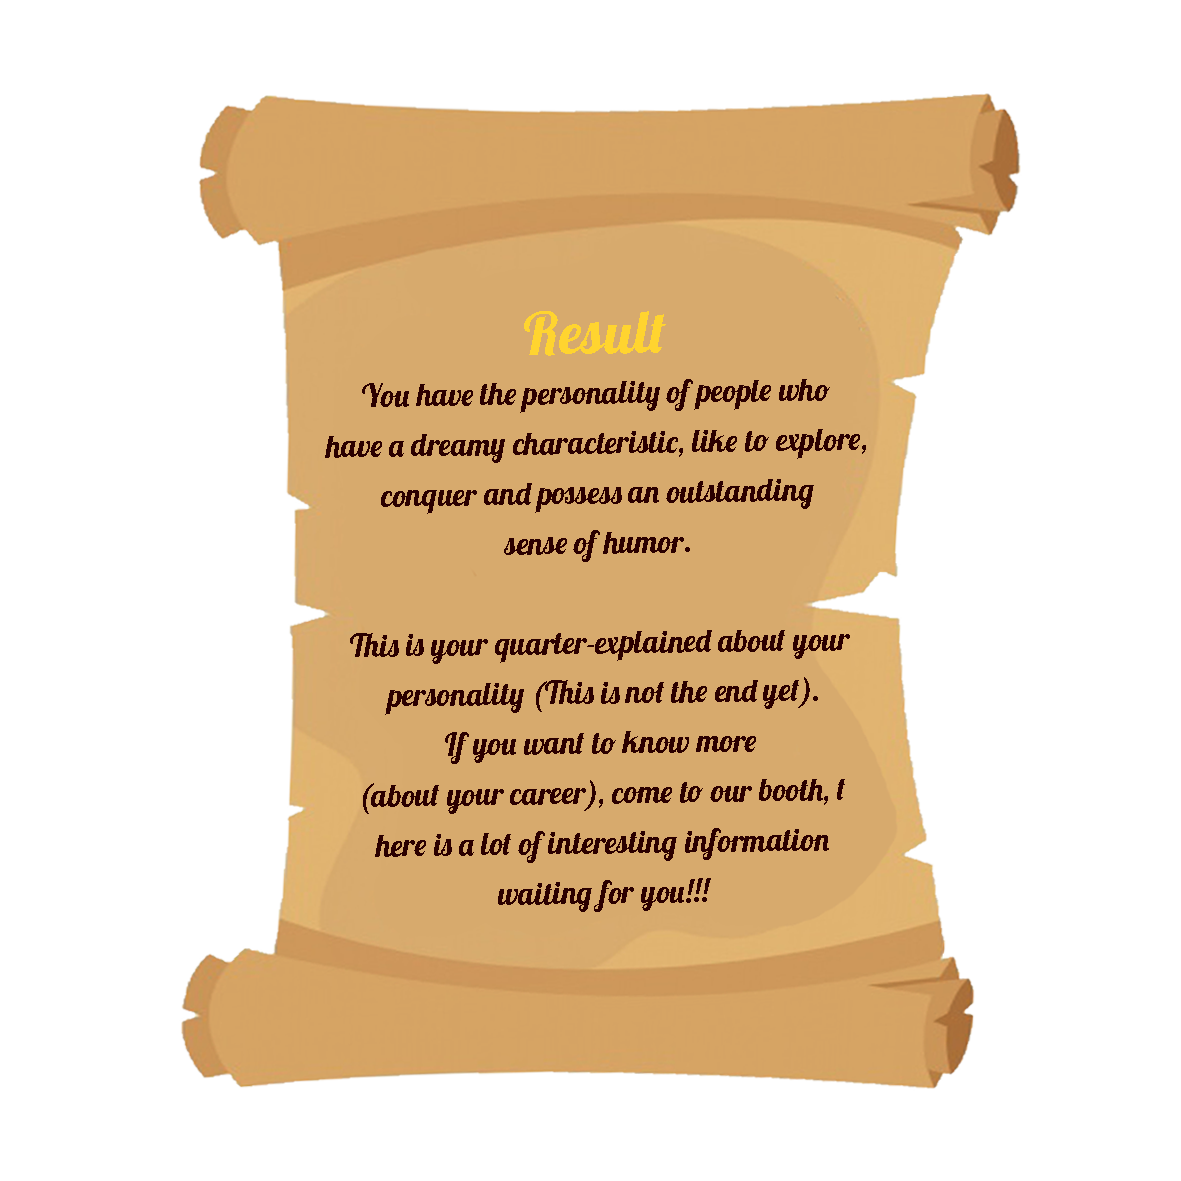 Result
You have the personality of people who
have a dreamy characteristic, like to explore,
conquer and possess an outstanding
sense of humor.
This is your quarter-explained about your
personality (This is not the end yet).
If you want to know more
(about your career), come to our booth, t
here is a lot of interesting information
waiting for you!!!